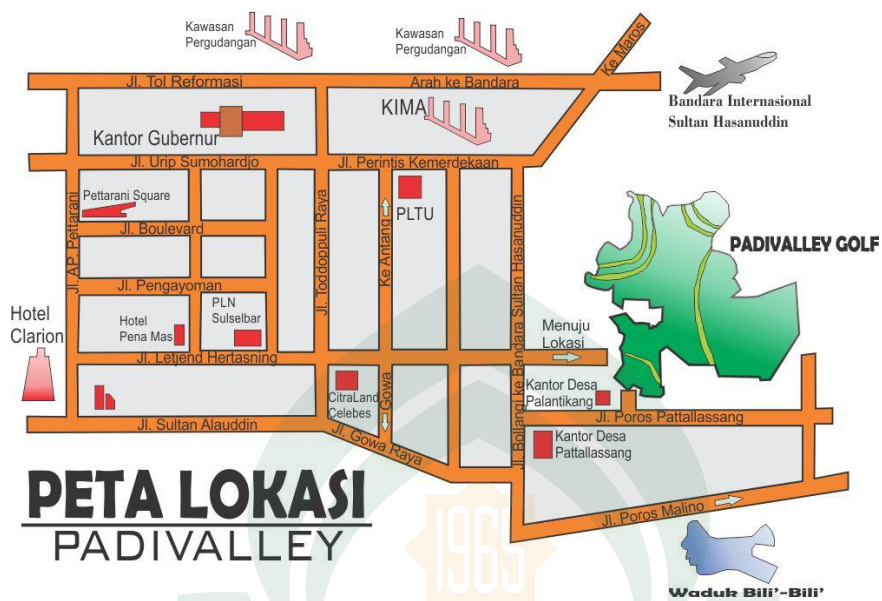 Kawasan
Pergudangan
Kawasan
Pergudangan
Ke Maros
Jl. Tol Reformasi
Arah ke Bandara
Bandara Internasional
Sultan Hasanuddin
KIMA
Kantor Gubernur
Jl. Urip Sumohardjo
Jl. Perintis Kemerdekaan
Jl. AP. Pettarani
Pettarani Square
Jl. Boulevard
Jl. Toddoppuli Raya
Ke Antang
PLTU
Jl. Bollangi ke Bandara Sultan Hasanuddin
PADIVALLEY GOLF
Jl. Pengayoman
Hotel
Clarion
Hotel
Pena Mas
PLN
Sulselbar
Menuju
Lokasi
Jl. Letjend Hertasning
CitraLand
Celebes
Gowa
Kantor Desa
Palantikang
Jl. Poros Pattallassang
Jl. Sultan Alauddin
Jl. Gowa Raya
Kantor Desa
Pattallassang
PETA LOKASI
PADIVALLEY
Jl. Poros Malino
1965
Waduk Bili'-Bili'